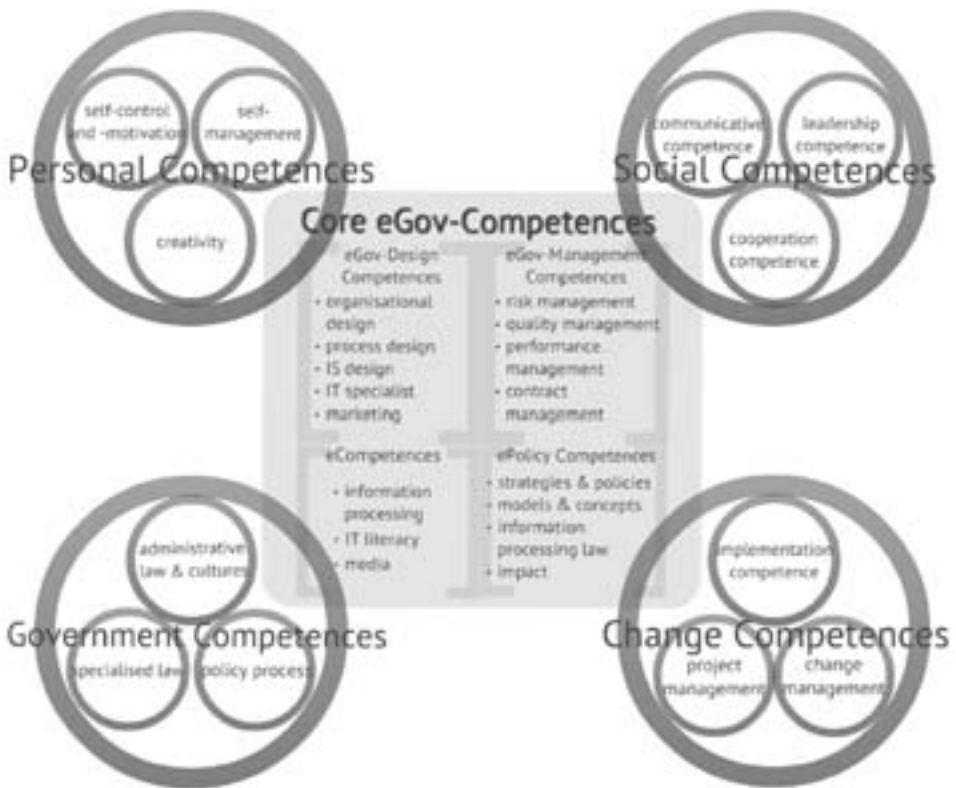 self-control
and -motivation
self-
management
Personal Competences
creativity
communicative
competence
leadership
competence
Social Competences
cooperation
competence
Core eGov-Competences
eGov-Design
Competences
• organisational
design
• process design
• IS design
• IT specialist
• marketing
eGov-Management
Competences
• risk management
• quality management
• performance
management
• contract
management
eCompetences
• information
processing
• IT literacy
• media
ePolicy Competences
• strategies & policies
• models & concepts
• information
processing law
• impact
administrative
law & cultures
Government Competences
specialised law
policy process
implementation
competence
Change Competences
project
management
change
management